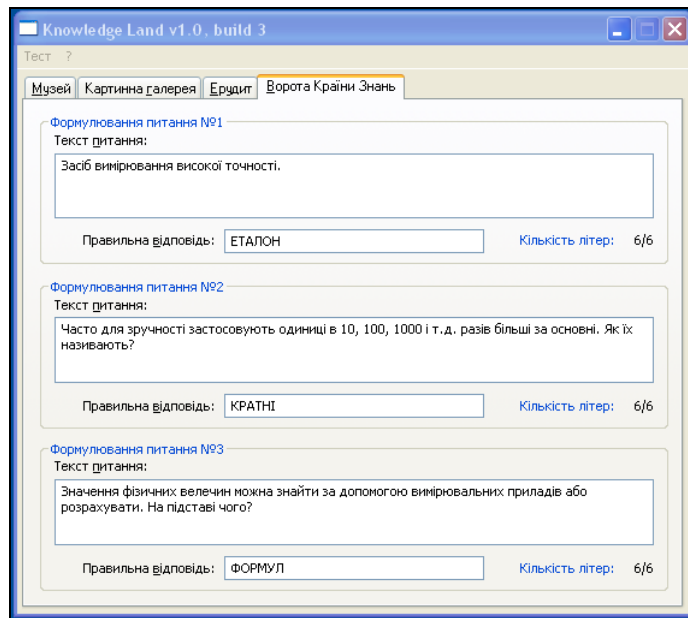 Knowledge Land v1.0, build 3
Тест ?
Музей Картинна галерея Ерудит Ворота Країни Знань
Формулювання питання №1
Текст питання:
Засіб вимірювання високої точності.
Правильна відповідь: ЕТАЛОН Кількість літер: 6/6
Формулювання питання №2
Текст питання:
Часто для зручності застосовують одиниці в 10, 100, 1000 і т.д. разів більші за основні. Як їх
називають?
Правильна відповідь: КРАТНІ Кількість літер: 6/6
Формулювання питання №3
Текст питання:
Значення фізичних велечин можна знайти за допомогою вимірювальних приладів або
розрахувати. На підставі чого?
Правильна відповідь: ФОРМУЛ Кількість літер: 6/6